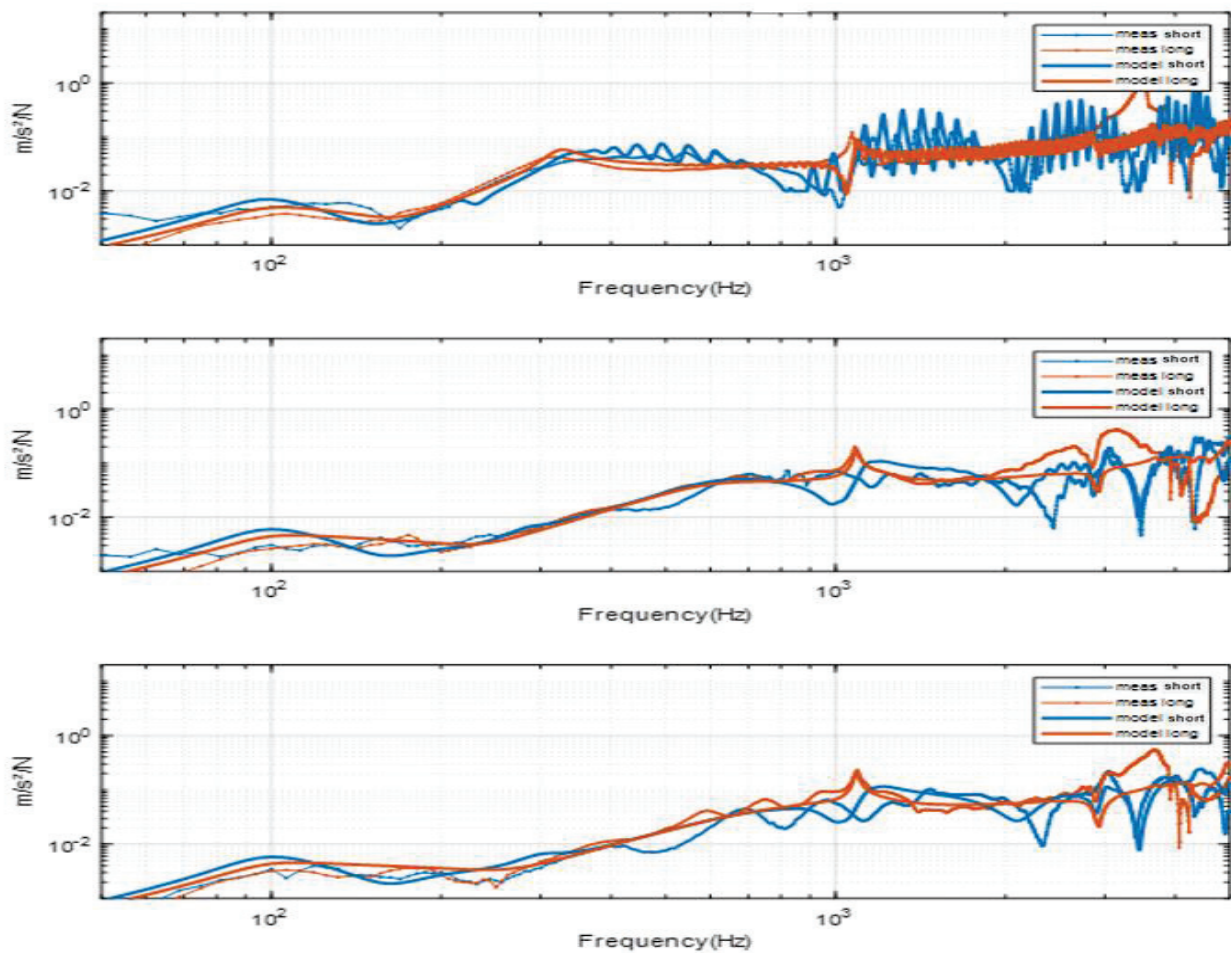 meas short
meas long
model short
model long
10⁰
10⁻²
m/s²/N
10²
10³
Frequency(Hz)
meas short
meas long
model short
model long
10⁰
10⁻²
m/s²/N
10²
10³
Frequency(Hz)
meas short
meas long
model short
model long
10⁰
10⁻²
m/s²/N
10²
10³
Frequency(Hz)